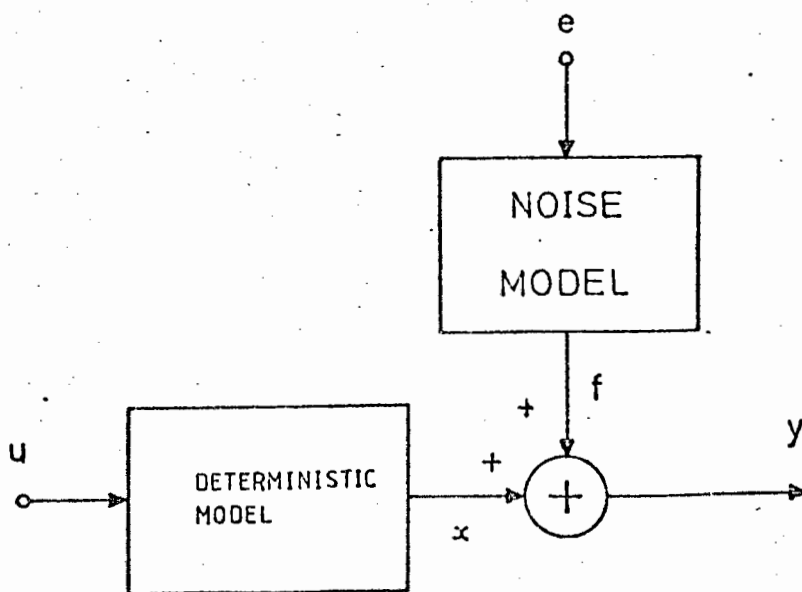 e
NOISE
MODEL
f
+
y
u
+
DETERMINISTIC
MODEL
x
+